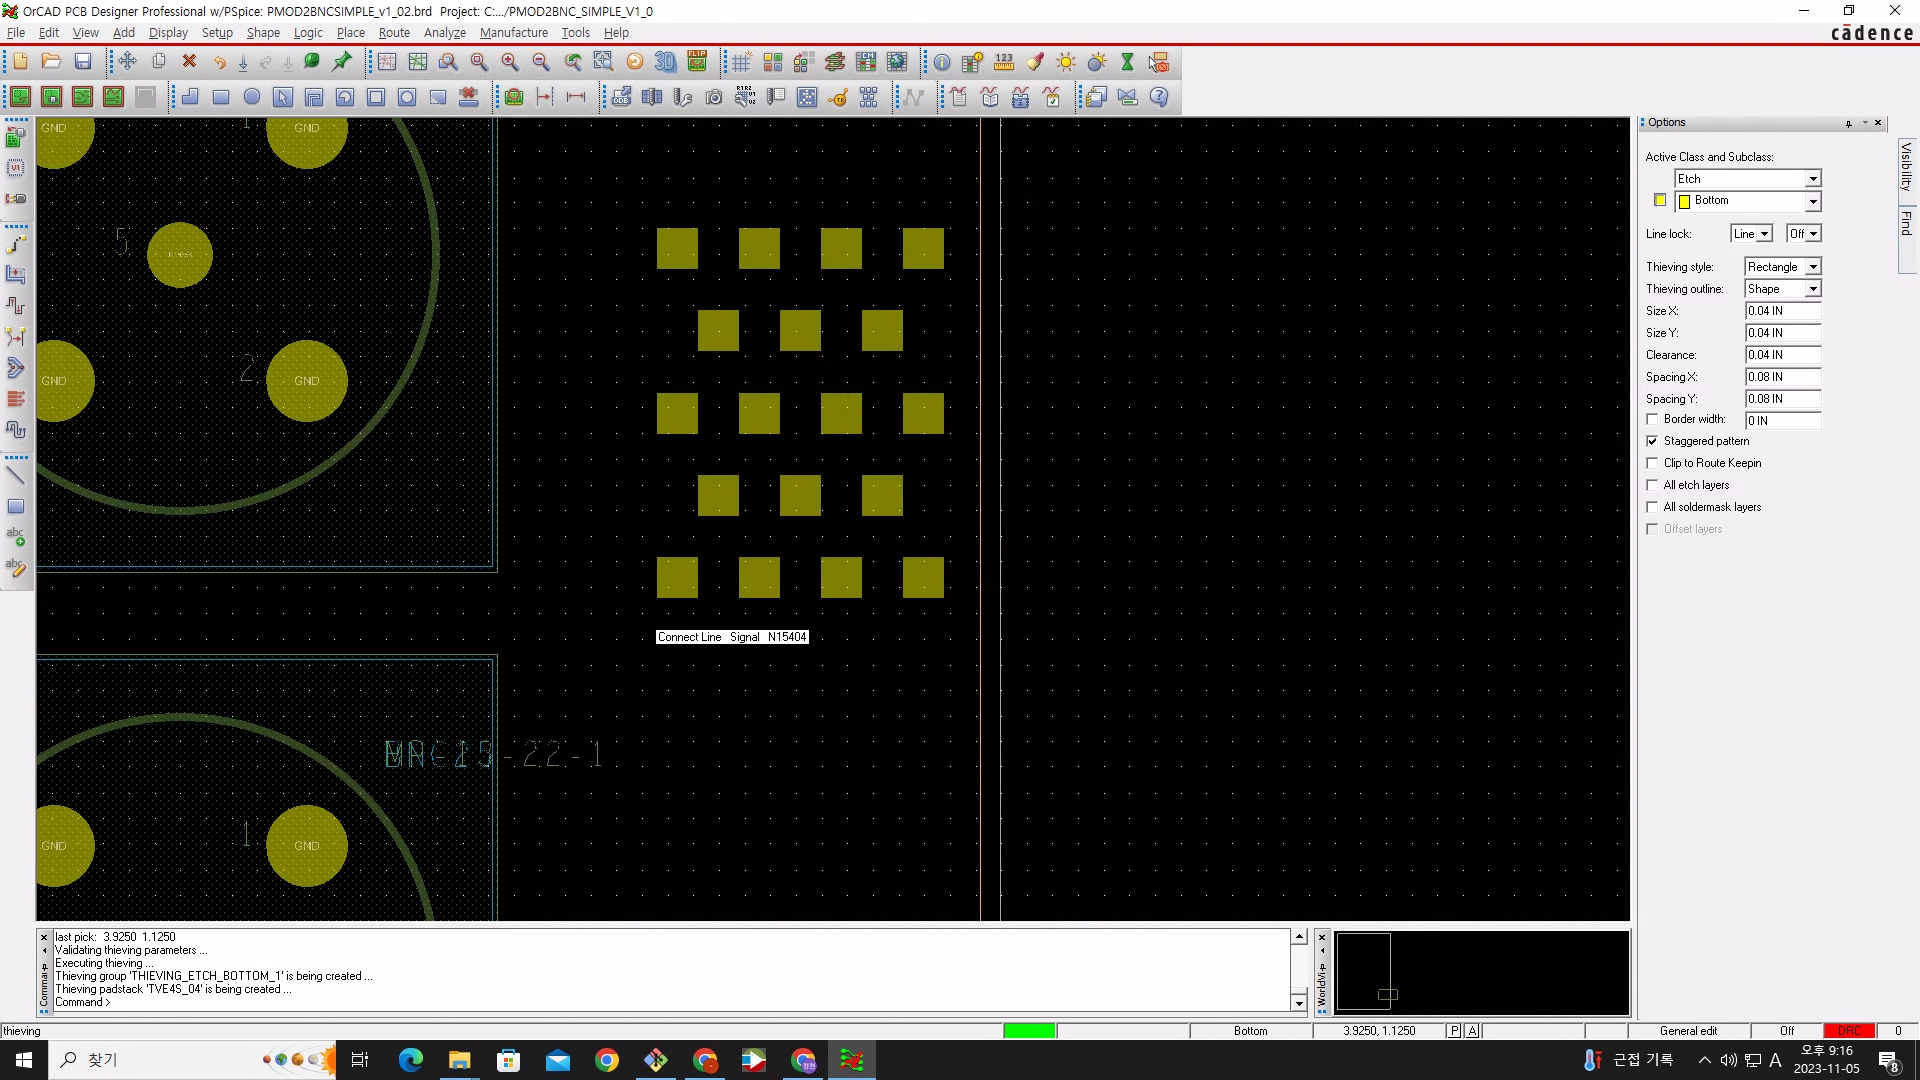 OrCAD PCB Designer Professional w/PSpice: PMOD2BNCSIMPLE_v1_02.brd Project: C:.../PMOD2BNC_SIMPLE_V1_0
File Edit View Add Display Setup Shape Logic Place Route Analyze Manufacture Tools Help
cādence
GND
1
GND
5
2
GND
GND
Connect Line Signal N15404
1
GND
GND
Options
Active Class and Subclass:
Etch
Bottom
Line lock: Line Off
Thieving style: Rectangle
Thieving outline: Shape
Size X: 0.04 IN
Size Y: 0.04 IN
Clearance: 0.04 IN
Spacing X: 0.08 IN
Spacing Y: 0.08 IN
Border width: 0 IN
Staggered pattern
Clip to Route Keepin
All etch layers
All soldermask layers
Offset layers
Visibility
Find
last pick: 3.9250 1.1250
Validating thieving parameters ...
Executing thieving ...
Thieving group 'THIEVING_ETCH_BOTTOM_1' is being created ...
Thieving padstack 'TVE4S_04' is being created ...
Command >
thieving
Bottom
3.9250, 1.1250
P A
General edit
Off
DRC
0
찾기
근접 기록
A
오후 9:16
2023-11-05
8